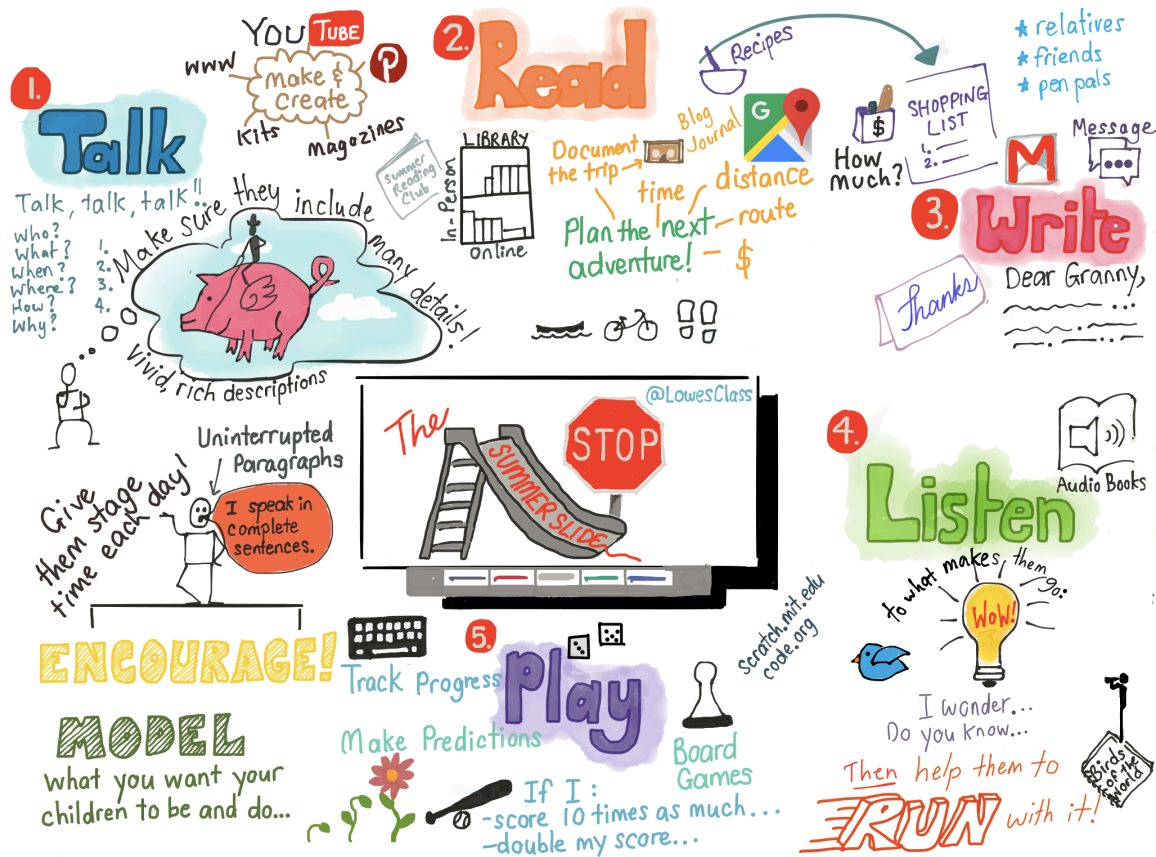 1.
Talk
Talk, talk, talk!!
Who?
What?
When?
Where?
How?
Why?
1.
2.
3.
4.
YOU TUBE
www
Make &
Create
Kits
magazines
Make sure they include
many details!
Vivid, rich descriptions
Give
them stage
time each day!
Uninterrupted
Paragraphs
I speak in
complete
sentences.
ENCOURAGE!
MODEL
what you want your
children to be and do...
2.
Read
Summer
Reading
Club
LIBRARY
In-Person
Online
Document
the trip
Blog
Journal
time
distance
Plan the next
adventure!
route
$
G
Recipes
SHOPPING
LIST
1.
2.
$
How
much?
* relatives
* friends
* pen pals
M
Message
3.
Write
Thanks
Dear Granny,
@LowesClass
The
SUMMER SLIDE
STOP
4.
Listen
Audio Books
to what makes them
go:
WOW!
I wonder...
Do you know...
Then help them to
RUN with it!
Birds
of the
World
5.
Play
Track Progress
Make Predictions
Board
Games
scratch.mit.edu
code.org
If I:
-score 10 times as much...
-double my score...